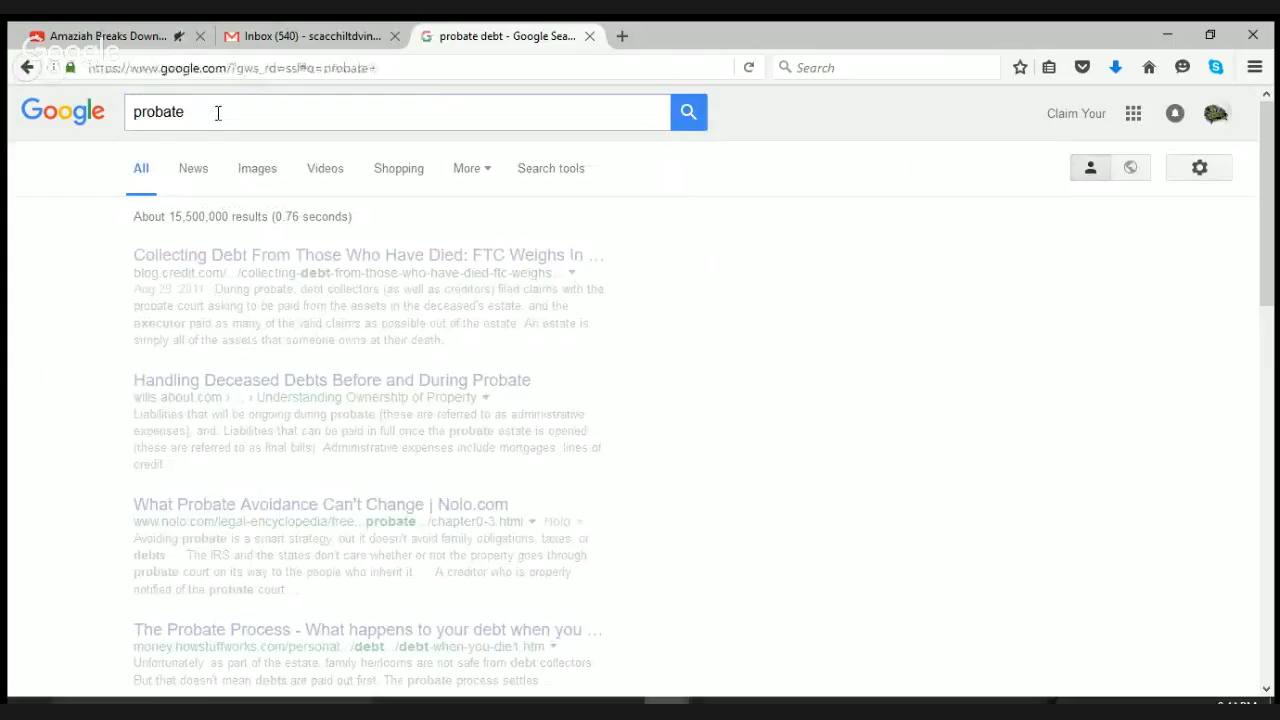 Amaziah Breaks Down...
Inbox (540) - scacchiltdvin...
probate debt - Google Sea...
Google
https://www.google.com/?gws_rd=ssl#q=probate+
Search
Google
probate
Claim Your
All News Images Videos Shopping More Search tools
About 15,500,000 results (0.76 seconds)
Collecting Debt From Those Who Have Died: FTC Weighs In ...
blog.credit.com/.../collecting-debt-from-those-who-have-died-ftc-weighs...
Aug 29, 2011 - During probate, debt collectors (as well as creditors) filed claims with the
probate court asking to be paid from the assets in the deceased's estate, and the
executor paid as many of the valid claims as possible out of the estate. An estate is
simply all of the assets that someone owns at their death.
Handling Deceased Debts Before and During Probate
wills.about.com › ... › Understanding Ownership of Property
Liabilities that will be ongoing during probate (these are referred to as administrative
expenses), and. Liabilities that can be paid in full once the probate estate is opened
(these are referred to as final bills). Administrative expenses include mortgages, lines of
credit
What Probate Avoidance Can't Change | Nolo.com
www.nolo.com/legal-encyclopedia/free...probate.../chapter0-3.html Nolo
Avoiding probate is a smart strategy, but it doesn't avoid family obligations, taxes, or
debts ... The IRS and the states don't care whether or not the property goes through
probate court on its way to the people who inherit it. ... A creditor who is properly
notified of the probate court ...
The Probate Process - What happens to your debt when you ...
money.howstuffworks.com/personal.../debt.../debt-when-you-die1.htm
Unfortunately, as part of the estate, family heirlooms are not safe from debt collectors.
But that doesn't mean debts are paid out first. The probate process settles ...